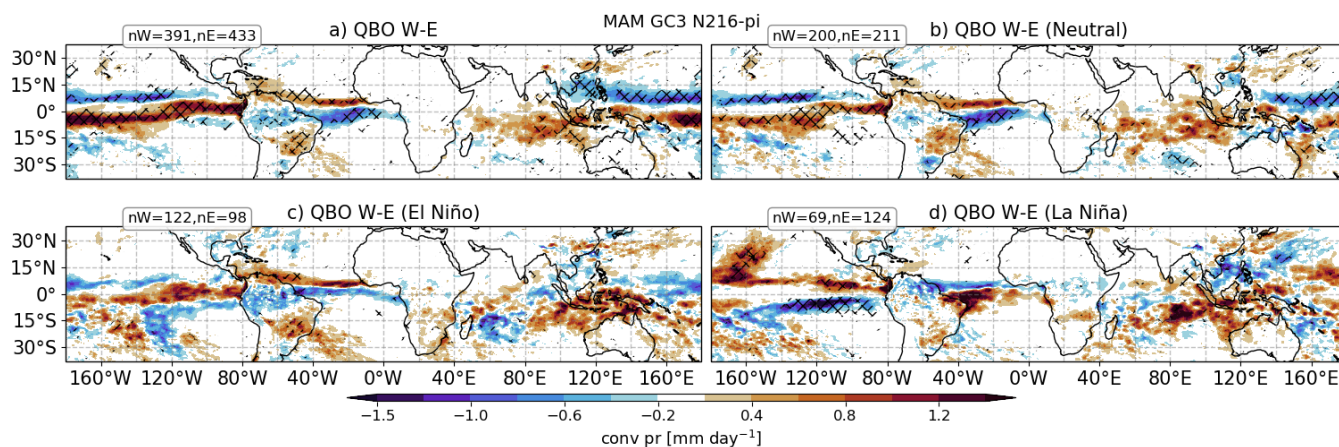 MAM GC3 N216-pi
nW=391,nE=433
a) QBO W-E
nW=200,nE=211
b) QBO W-E (Neutral)
30°N
15°N
0°
15°S
30°S
nW=122,nE=98
c) QBO W-E (El Niño)
nW=69,nE=124
d) QBO W-E (La Niña)
30°N
15°N
0°
15°S
30°S
160°W 120°W 80°W 40°W 0°W 40°E 80°E 120°E 160°E
160°W 120°W 80°W 40°W 0°W 40°E 80°E 120°E 160°E
−1.5 −1.0 −0.6 −0.2 0.4 0.8 1.2
conv pr [mm day⁻¹]